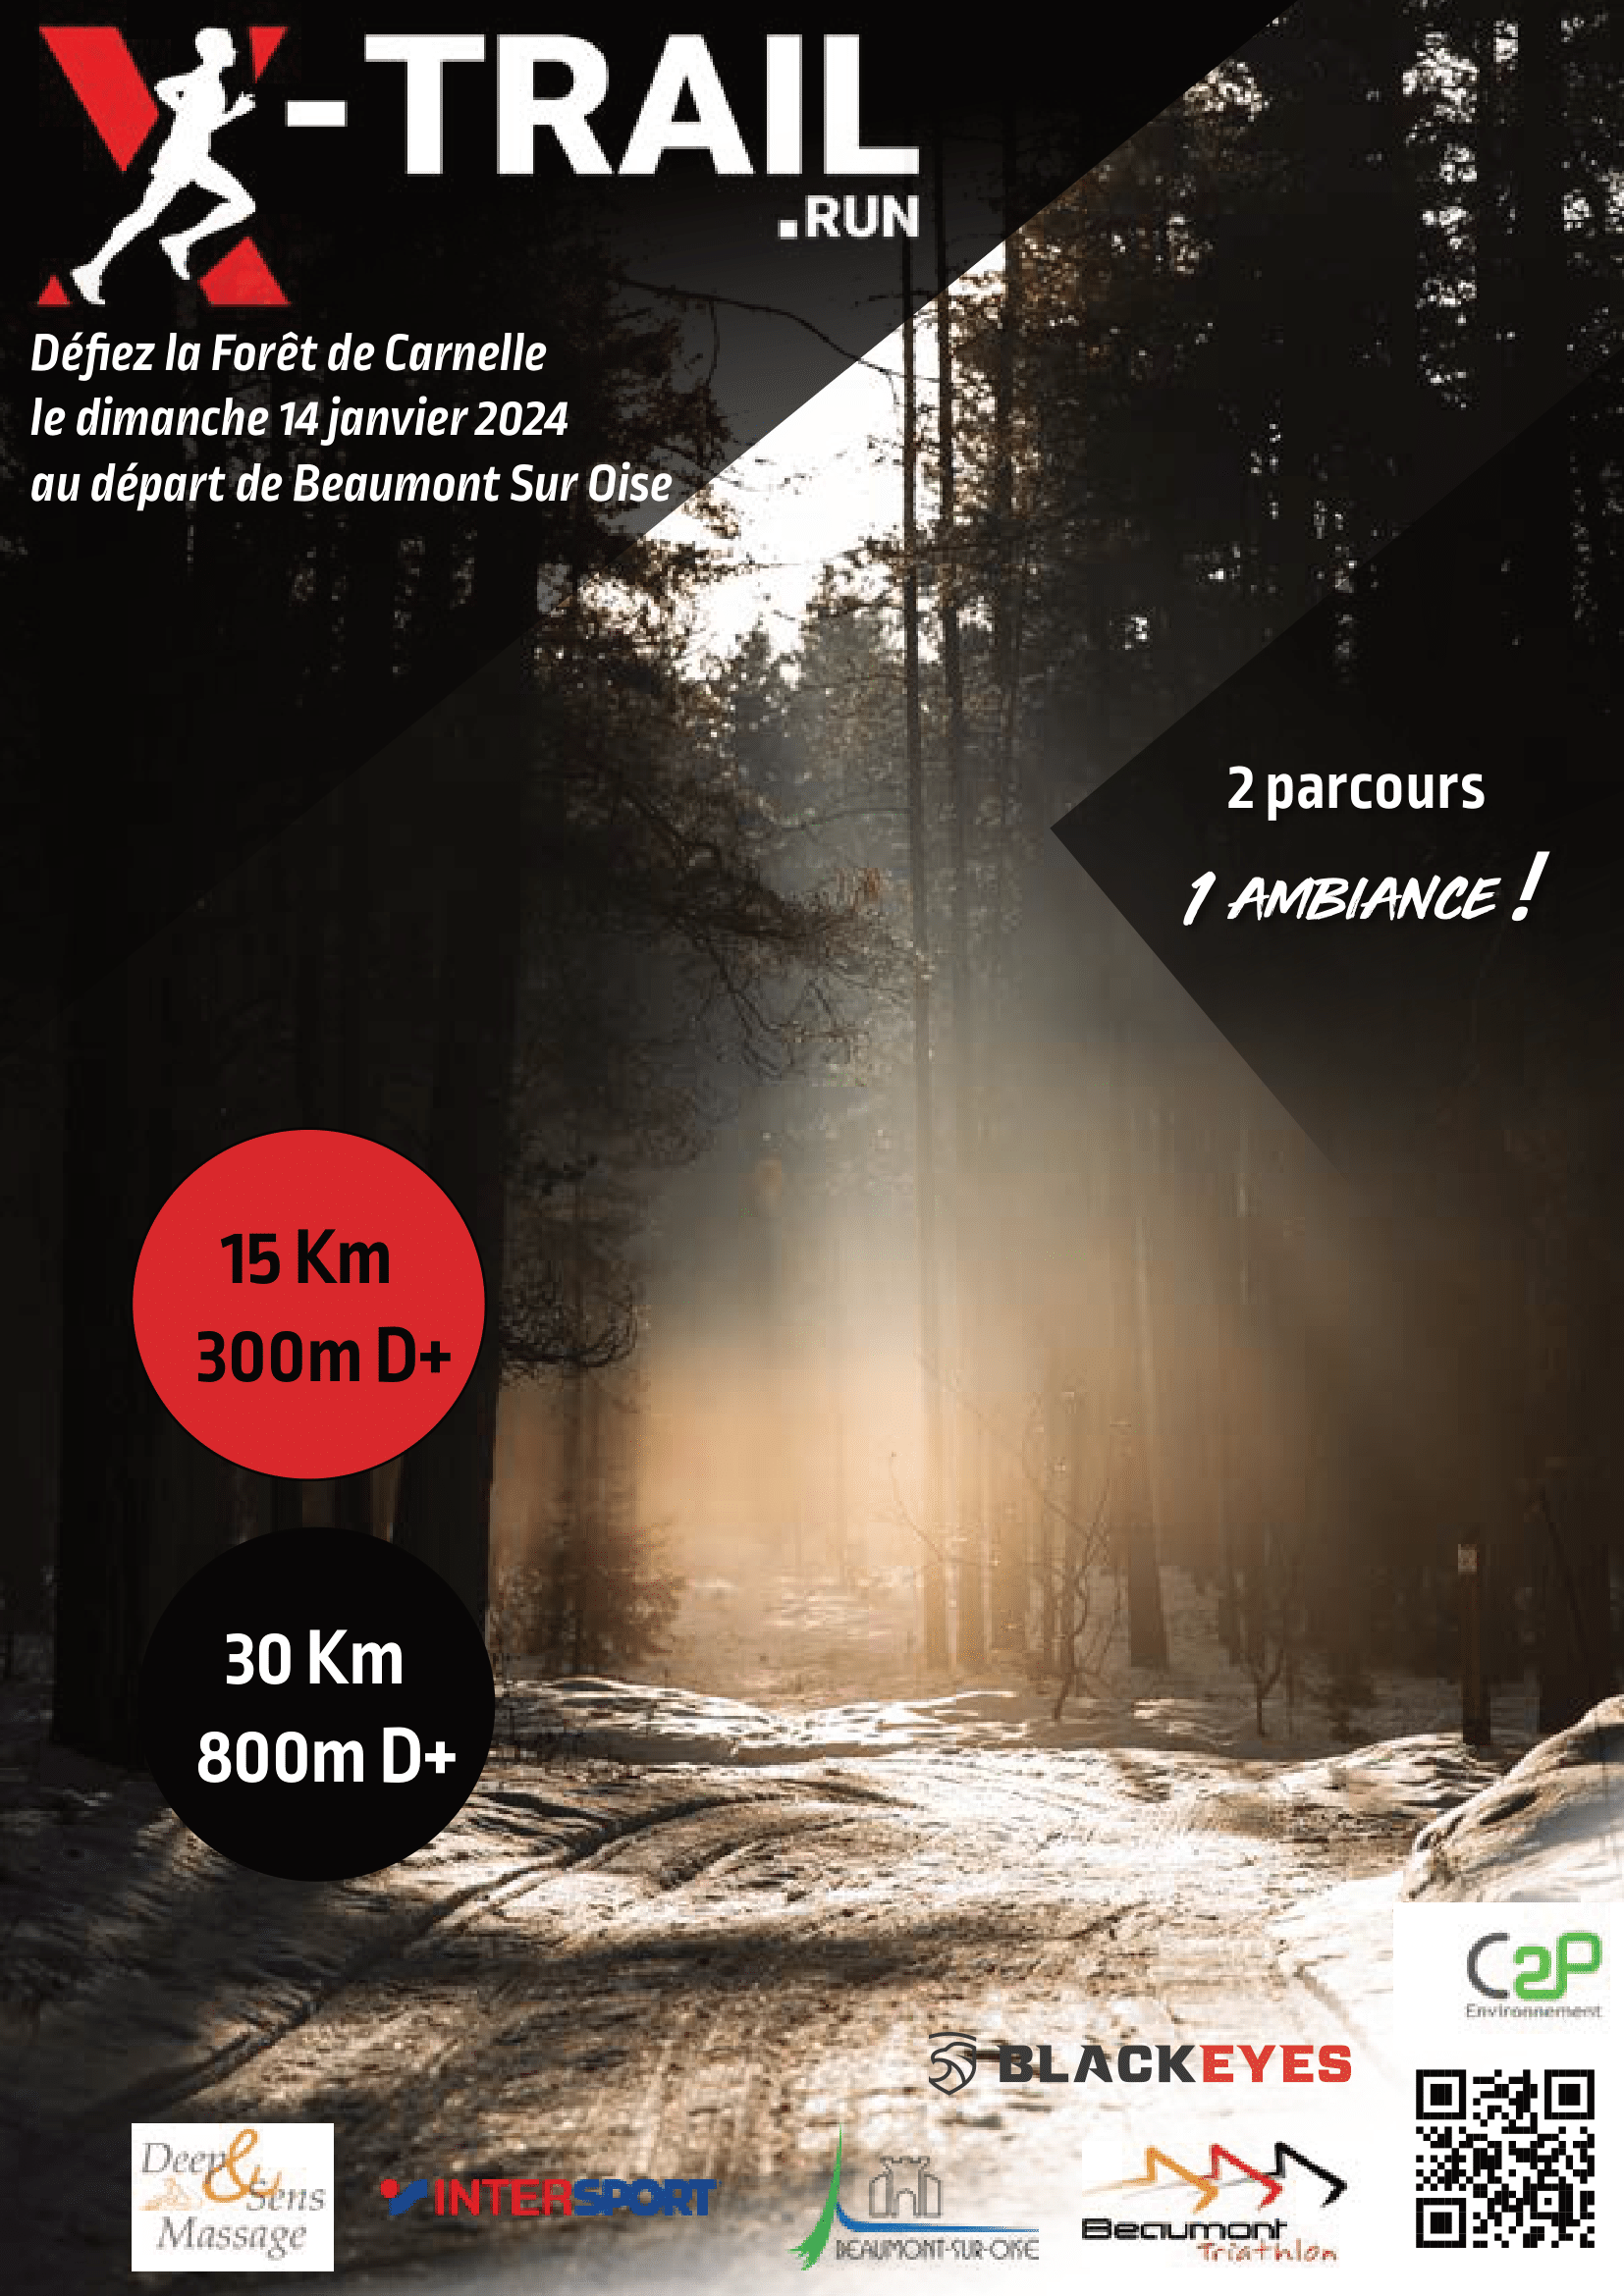 X-TRAIL
.RUN
Défiez la Forêt de Carnelle
le dimanche 14 janvier 2024
au départ de Beaumont Sur Oise
2 parcours
1 AMBIANCE !
15 Km
300m D+
30 Km
800m D+
C2P
Environnement
BLACKEYES
Deep &
Sens
Massage
INTERSPORT
BEAUMONT-SUR-OISE
Beaumont
Triathlon